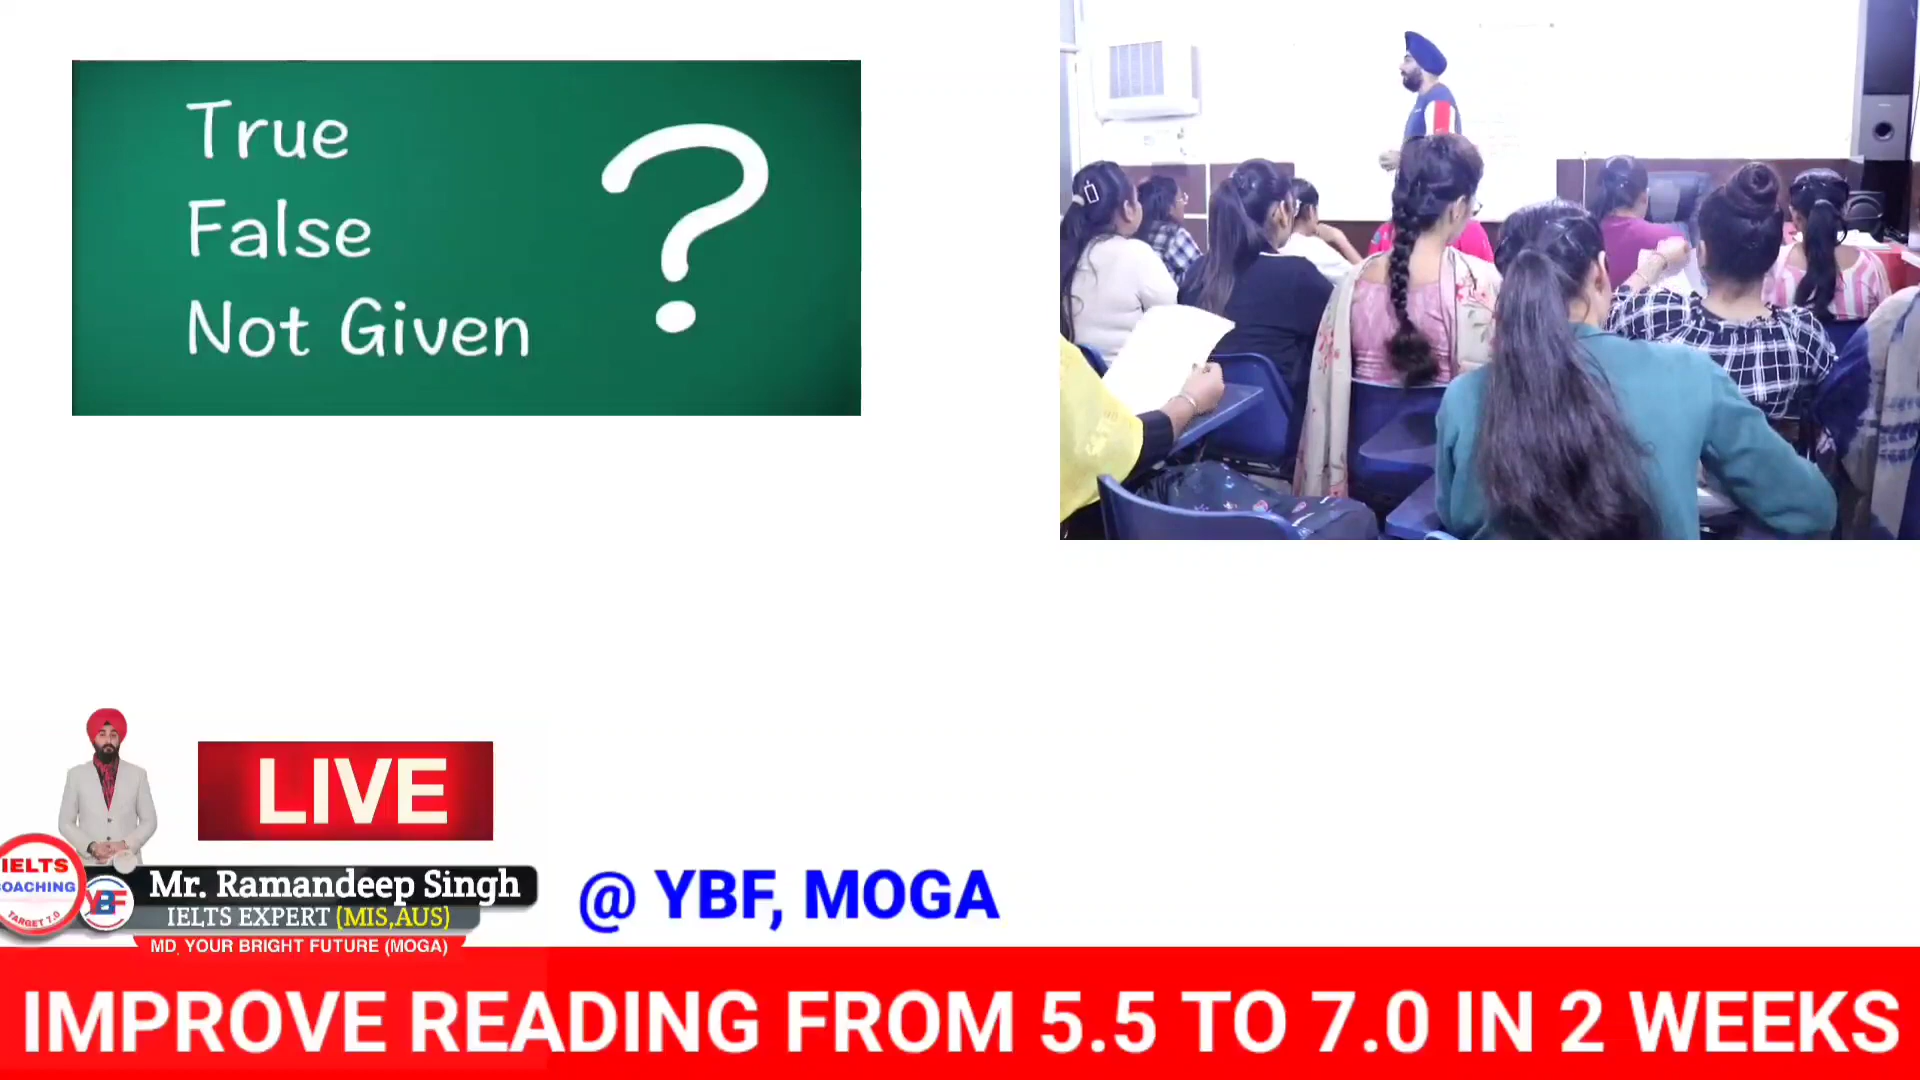 True
False
Not Given
?
LIVE
IELTS
COACHING
TARGET 7.0
YBF
Mr. Ramandeep Singh
IELTS EXPERT (MIS,AUS)
MD, YOUR BRIGHT FUTURE (MOGA)
@ YBF, MOGA
IMPROVE READING FROM 5.5 TO 7.0 IN 2 WEEKS